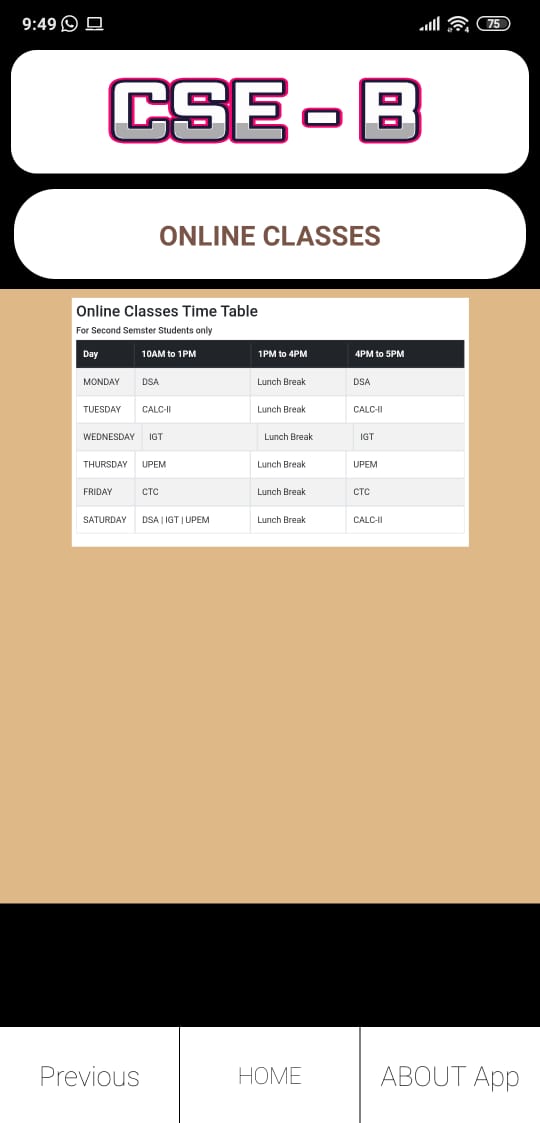 9:49
75
CSE - B
ONLINE CLASSES
Online Classes Time Table
For Second Semster Students only
Day 10AM to 1PM 1PM to 4PM 4PM to 5PM
MONDAY DSA Lunch Break DSA
TUESDAY CALC-II Lunch Break CALC-II
WEDNESDAY IGT Lunch Break IGT
THURSDAY UPEM Lunch Break UPEM
FRIDAY CTC Lunch Break CTC
SATURDAY DSA | IGT | UPEM Lunch Break CALC-II
Previous HOME ABOUT App